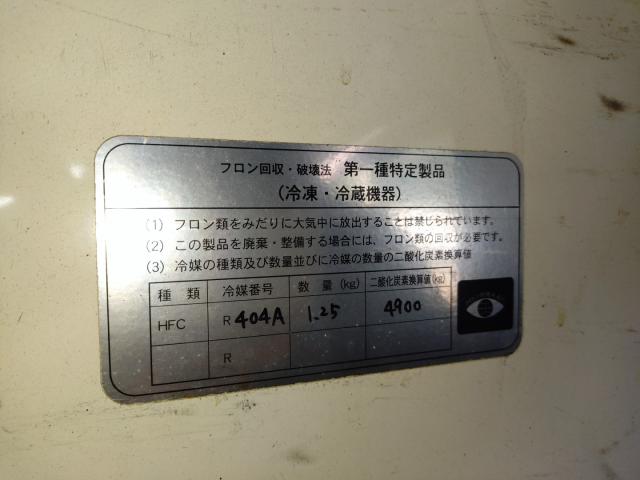 フロン回収・破壊法 第一種特定製品
(冷凍・冷蔵機器)
(1) フロン類をみだりに大気中に放出することは禁じられています。
(2) この製品を廃棄・整備する場合には、フロン類の回収が必要です。
(3) 冷媒の種類及び数量並びに冷媒の数量の二酸化炭素換算値
種 類 冷媒番号 数 量 (kg) 二酸化炭素換算値(kg)
HFC R 404A 1.25 4900
R